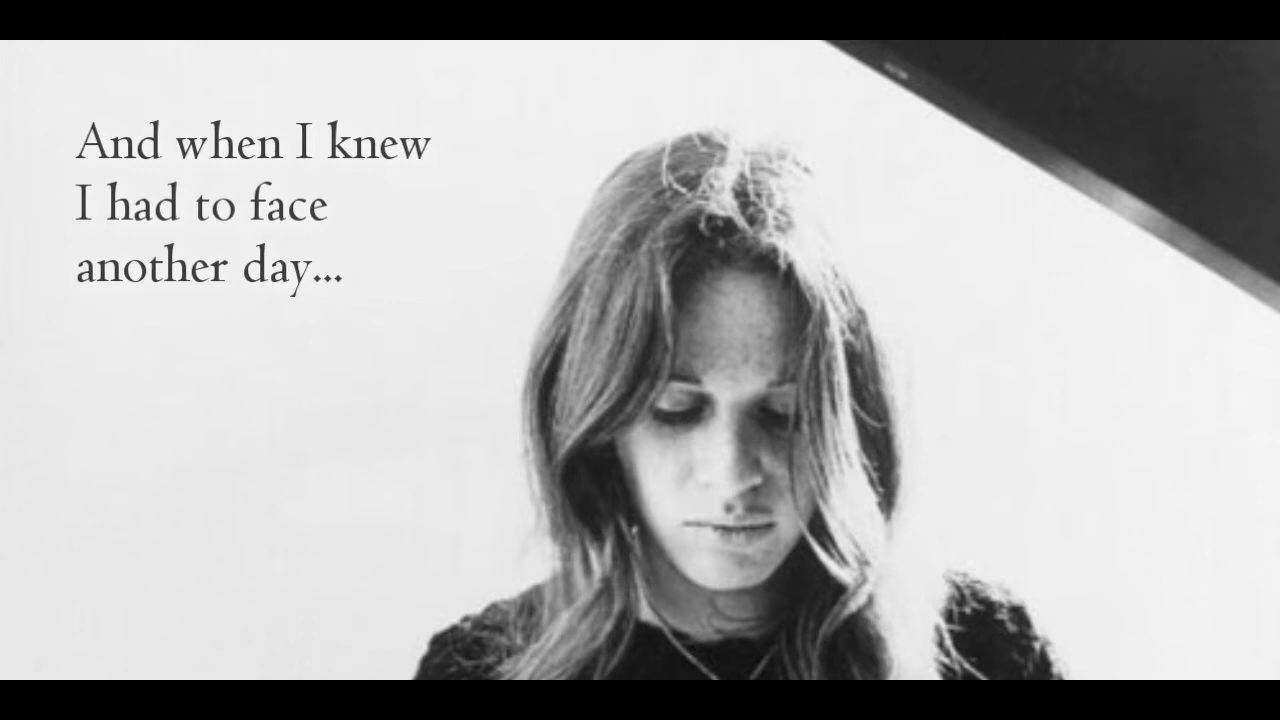 And when I knew
I had to face
another day...